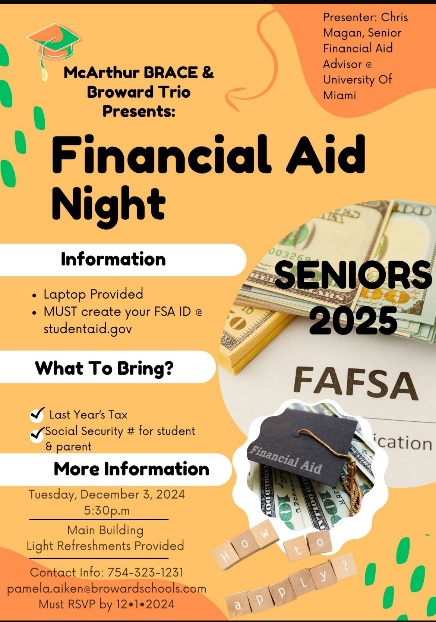 Presenter: Chris
Magan, Senior
Financial Aid
Advisor @
University Of
Miami
McArthur BRACE &
Broward Trio
Presents:
Financial Aid
Night
Information
Laptop Provided
MUST create your FSA ID @
studentaid.gov
SENIORS
2025
What To Bring?
Last Year's Tax
Social Security # for student
& parent
FAFSA
ication
Financial Aid
More Information
Tuesday, December 3, 2024
5:30p.m
Main Building
Light Refreshments Provided
Contact Info: 754-323-1231
pamela.aiken@browardschools.com
Must RSVP by 12•1•2024
How to
apply?